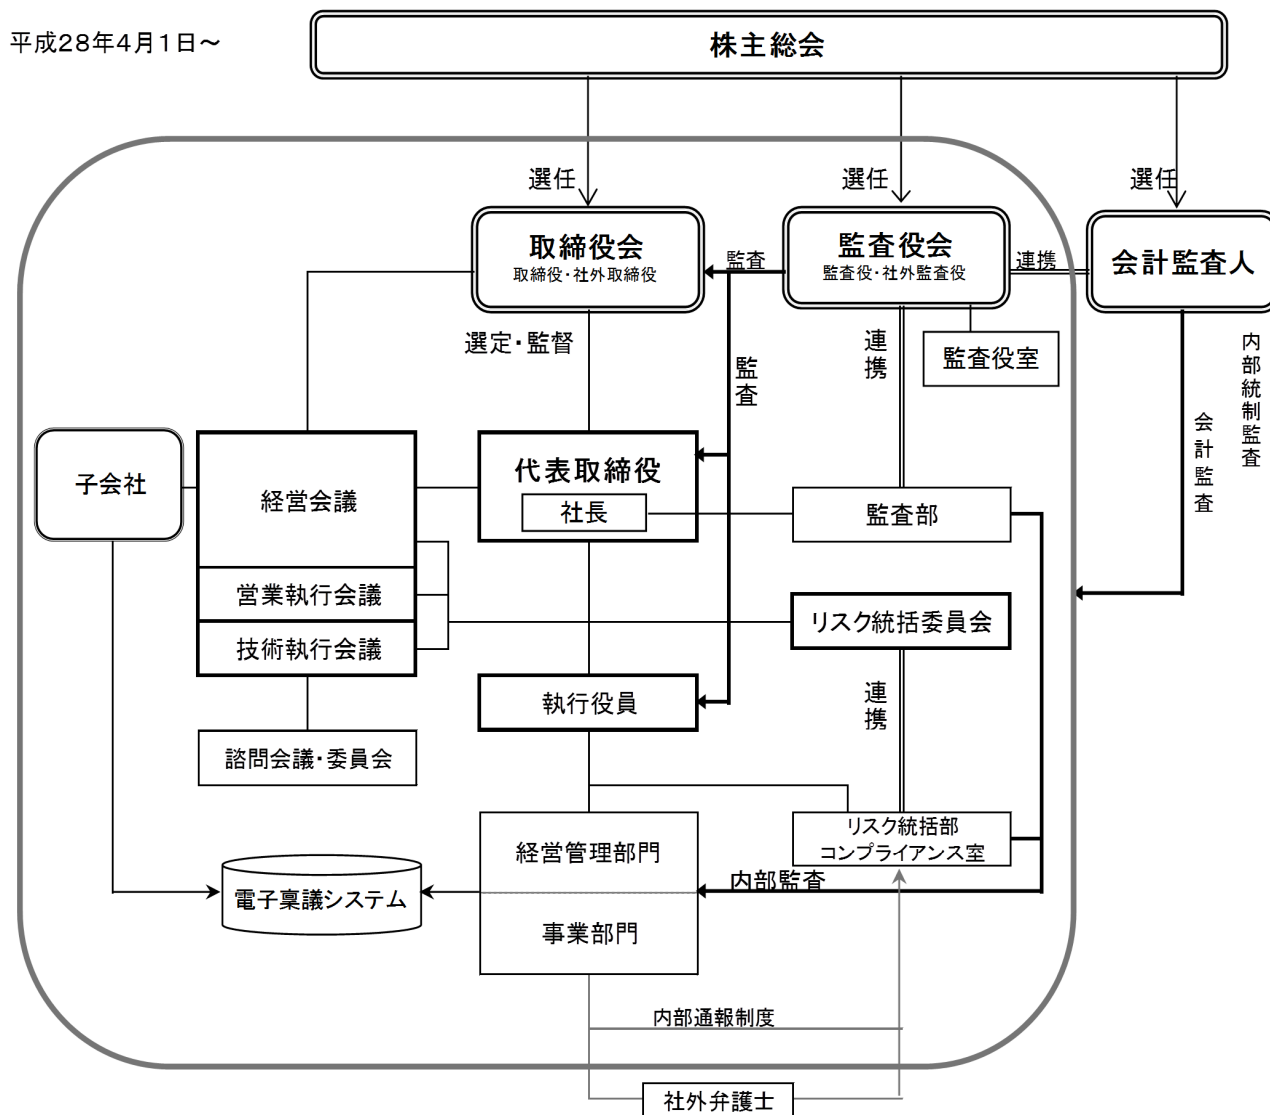 平成28年4月1日～
株主総会
選任
選任
選任
取締役会
取締役・社外取締役
監査
監査役会
監査役・社外監査役
連携
会計監査人
選定・監督
監査
連携
監査役室
内部統制監査
会計監査
子会社
経営会議
代表取締役
社長
監査部
営業執行会議
技術執行会議
リスク統括委員会
執行役員
連携
諮問会議・委員会
経営管理部門
リスク統括部
コンプライアンス室
内部監査
電子稟議システム
事業部門
内部通報制度
社外弁護士